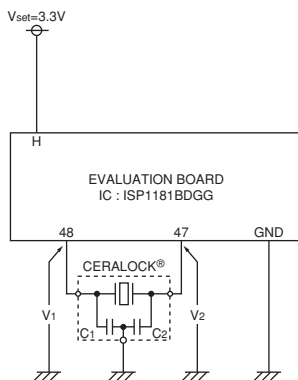 Vset=3.3V
H
EVALUATION BOARD
IC : ISP1181BDGG
48 47 GND
CERALOCK®
V1 C1 C2 V2